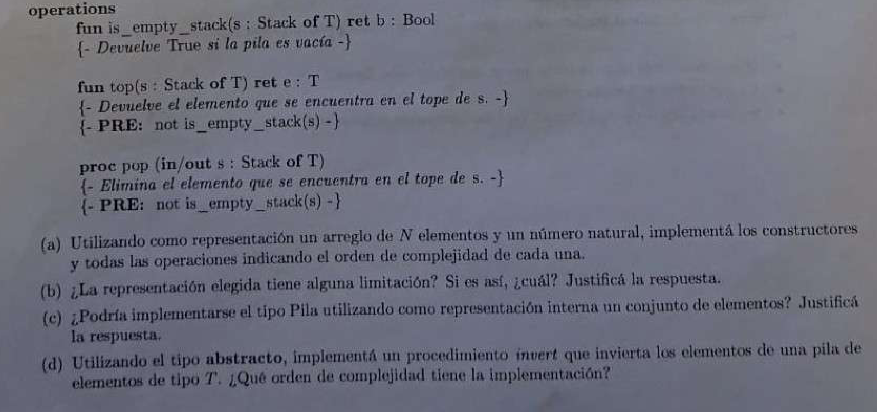 operations
fun is_empty_stack(s : Stack of T) ret b : Bool
{- Devuelve True si la pila es vacía -}
fun top(s : Stack of T) ret e : T
{- Devuelve el elemento que se encuentra en el tope de s. -}
{- PRE: not is_empty_stack(s) -}
proc pop (in/out s : Stack of T)
{- Elimina el elemento que se encuentra en el tope de s. -}
{- PRE: not is_empty_stack(s) -}
(a) Utilizando como representación un arreglo de N elementos y un número natural, implementá los constructores
y todas las operaciones indicando el orden de complejidad de cada una.
(b) ¿La representación elegida tiene alguna limitación? Si es así, ¿cuál? Justificá la respuesta.
(c) ¿Podría implementarse el tipo Pila utilizando como representación interna un conjunto de elementos? Justificá
la respuesta.
(d) Utilizando el tipo abstracto, implementá un procedimiento invert que invierta los elementos de una pila de
elementos de tipo T. ¿Qué orden de complejidad tiene la implementación?